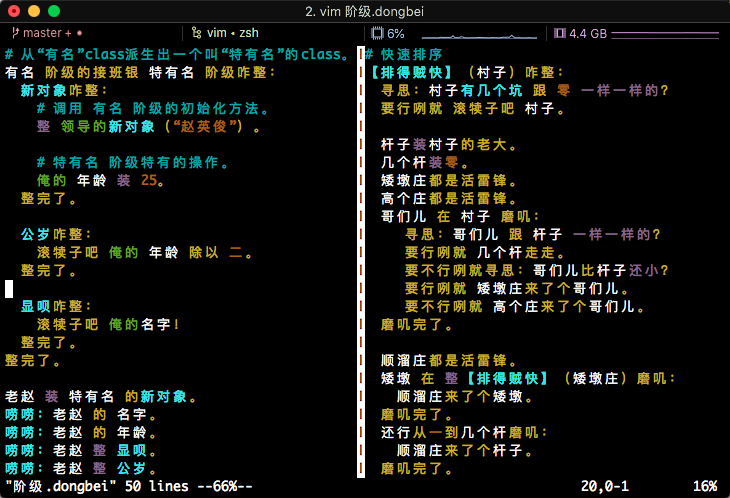 2. vim 阶级.dongbei
master +
vim • zsh
6%
4.4 GB
# 从“有名”class派生出一个叫“特有名”的class。
有名 阶级的接班银 特有名 阶级咋整：
新对象咋整：
# 调用 有名 阶级的初始化方法。
整 领导的新对象（“赵英俊”）。
# 特有名 阶级特有的操作。
俺的 年龄 装 25。
整完了。
公岁咋整：
滚犊子吧 俺的 年龄 除以 二。
整完了。
显呗咋整：
滚犊子吧 俺的名字！
整完了。
整完了。
老赵 装 特有名 的新对象。
唠唠：老赵 的 名字。
唠唠：老赵 的 年龄。
唠唠：老赵 整 显呗。
唠唠：老赵 整 公岁。
# 快速排序
【排得贼快】（村子）咋整：
寻思：村子有几个坑 跟 零 一样一样的？
要行咧就 滚犊子吧 村子。
杆子装村子的老大。
几个杆装零。
矮墩庄都是活雷锋。
高个庄都是活雷锋。
哥们儿 在 村子 磨叽：
寻思：哥们儿 跟 杆子 一样一样的？
要行咧就 几个杆走走。
要不行咧就寻思：哥们儿比杆子还小？
要行咧就 矮墩庄来了个哥们儿。
要不行咧就 高个庄来了个哥们儿。
磨叽完了。
顺溜庄都是活雷锋。
矮墩 在 整【排得贼快】（矮墩庄）磨叽：
顺溜庄来了个矮墩。
磨叽完了。
还行从一到几个杆磨叽：
顺溜庄来了个杆子。
磨叽完了。
"阶级.dongbei" 50 lines --66%--
20,0-1
16%